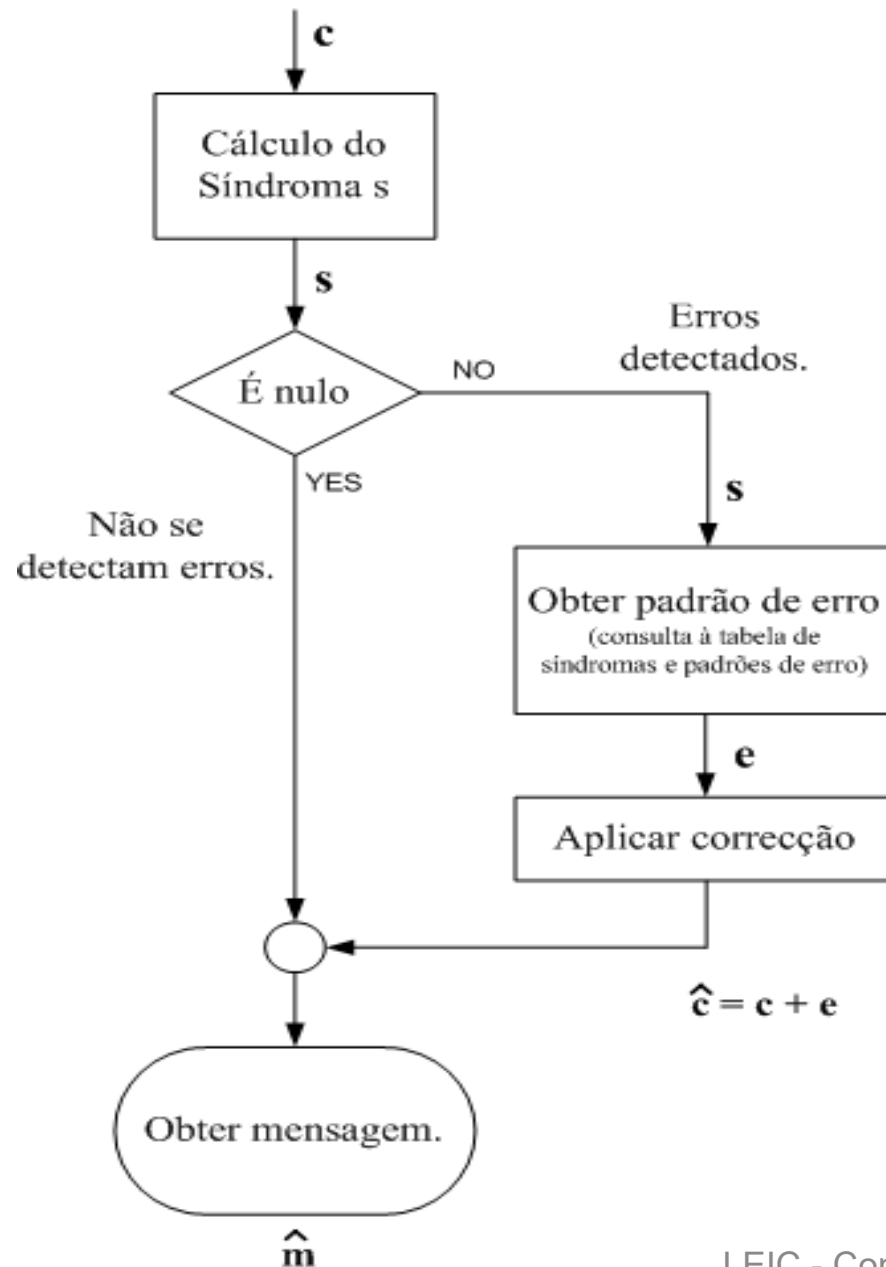 c
Cálculo do
Síndroma s
s
É nulo
NO
Erros
detectados.
YES
Não se
detectam erros.
s
Obter padrão de erro
(consulta à tabela de
síndromas e padrões de erro)
e
Aplicar correcção
ĉ = c + e
Obter mensagem.
m̂
LEIC - Cor